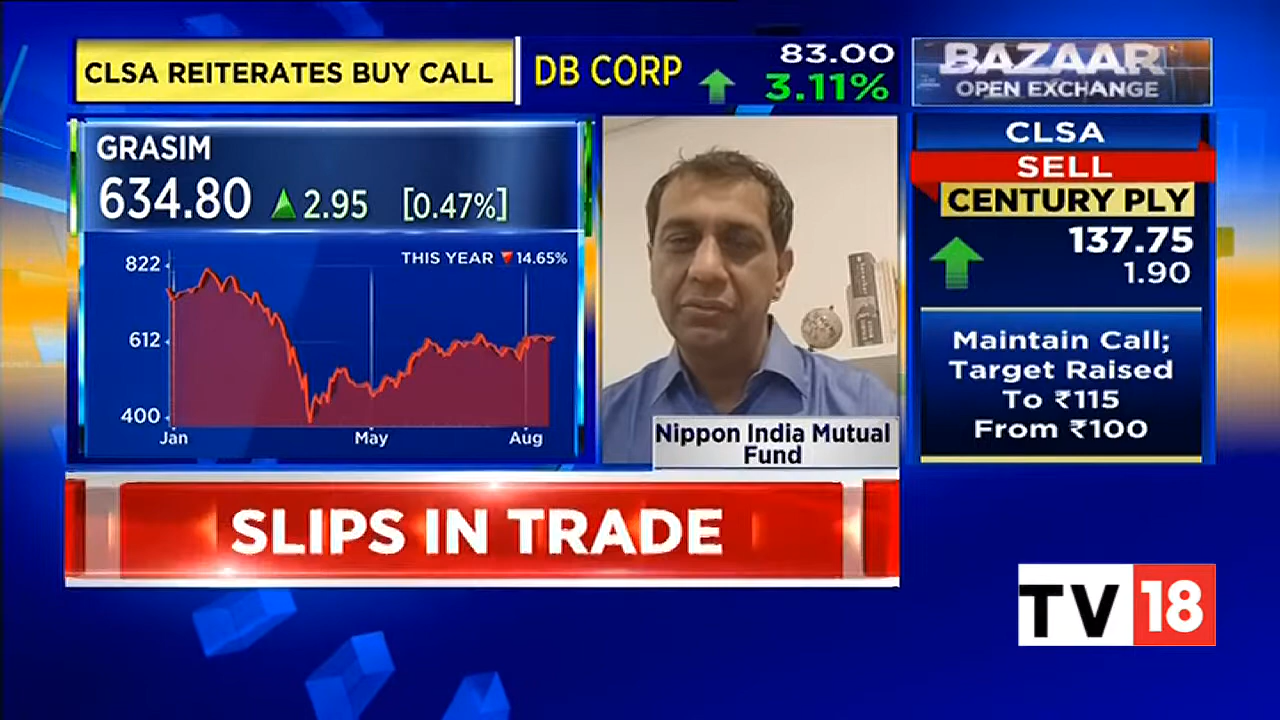 CLSA REITERATES BUY CALL
DB CORP
83.00
3.11%
BAZAAR
OPEN EXCHANGE
GRASIM
634.80 2.95 [0.47%]
THIS YEAR 14.65%
822
612
400
Jan May Aug
Nippon India Mutual
Fund
CLSA
SELL
CENTURY PLY
137.75
1.90
Maintain Call;
Target Raised
To ₹115
From ₹100
SLIPS IN TRADE
TV18